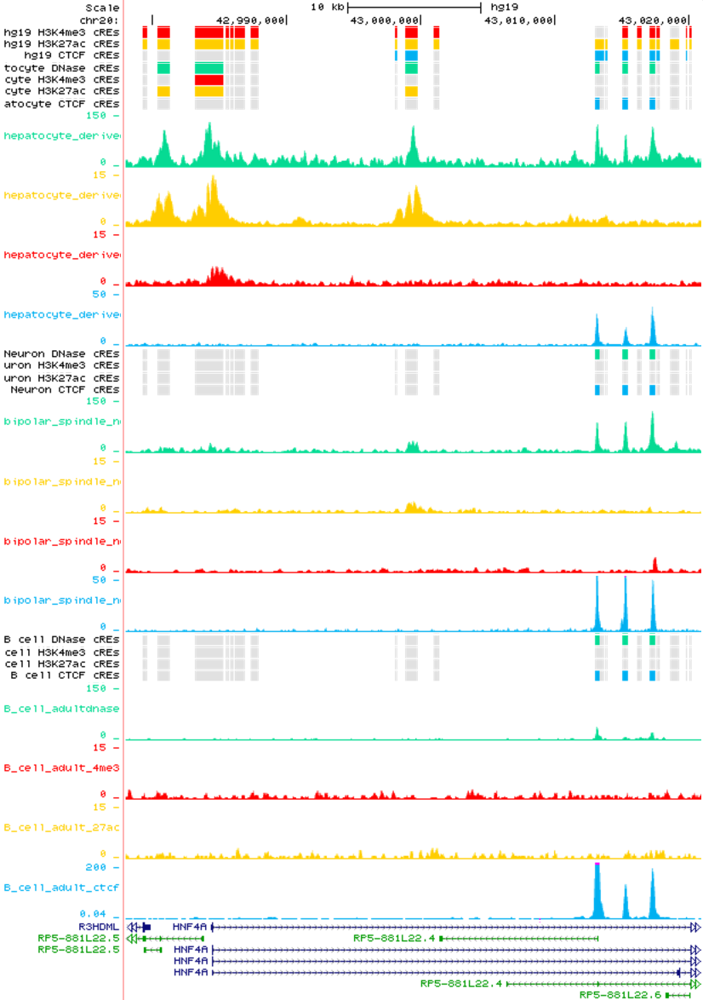 Scale 10 kb hg19
chr20: 42,990,000 43,000,000 43,010,000 43,020,000
hg19 H3K4me3 cREs
hg19 H3K27ac cREs
hg19 CTCF cREs
tocyte DNase cREs
cyte H3K4me3 cREs
cyte H3K27ac cREs
atocyte CTCF cREs
150
hepatocyte_derive
0
15
hepatocyte_derive
0
15
hepatocyte_derive
0
50
hepatocyte_derive
0
Neuron DNase cREs
uron H3K4me3 cREs
uron H3K27ac cREs
Neuron CTCF cREs
150
bipolar_spindle_n
0
15
bipolar_spindle_n
0
15
bipolar_spindle_n
0
50
bipolar_spindle_n
0
B cell DNase cREs
cell H3K4me3 cREs
cell H3K27ac cREs
B cell CTCF cREs
150
B_cell_adultdnase
0
15
B_cell_adult_4me3
0
15
B_cell_adult_27ac
0
200
B_cell_adult_ctcf
0.04
R3HDML HNF4A
RP5-881L22.5 RP5-881L22.4
RP5-881L22.5 HNF4A
HNF4A
HNF4A
RP5-881L22.4
RP5-881L22.6